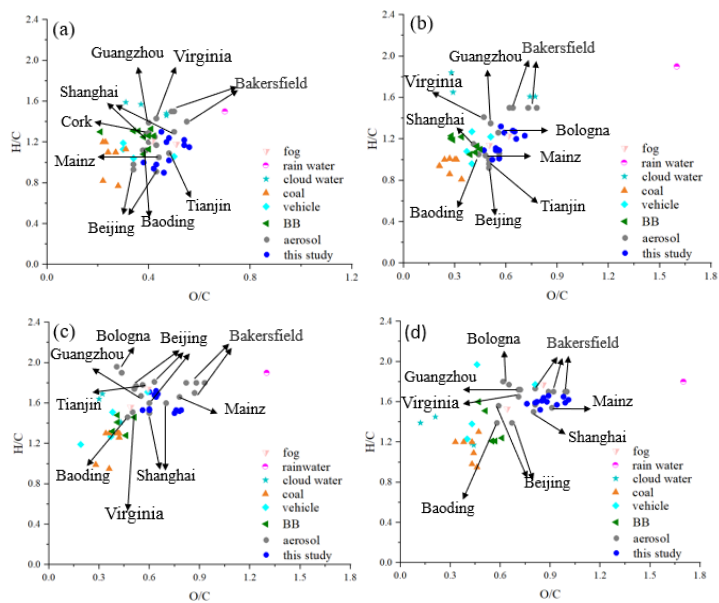 (a)
Guangzhou
Virginia
Shanghai
Bakersfield
Cork
Mainz
Tianjin
Beijing
Baoding
fog
rain water
cloud water
coal
vehicle
BB
aerosol
this study
H/C
2.4
2.0
1.6
1.2
0.8
0.4
0.0
0.0
0.3
0.6
0.9
1.2
O/C
(b)
Guangzhou
Bakersfield
Virginia
Shanghai
Bologna
Mainz
Baoding
Beijing
Tianjin
fog
rain water
cloud water
coal
vehicle
BB
aerosol
this study
H/C
2.4
2.0
1.6
1.2
0.8
0.4
0.0
0.0
0.3
0.6
0.9
1.2
1.5
1.8
O/C
(c)
Bologna
Beijing
Bakersfield
Guangzhou
Tianjin
Mainz
Baoding
Shanghai
Virginia
fog
rainwater
cloud water
coal
vehicle
BB
aerosol
this study
H/C
2.4
2.0
1.6
1.2
0.8
0.4
0.0
0.0
0.3
0.6
0.9
1.2
1.5
1.8
O/C
(d)
Bologna
Bakersfield
Guangzhou
Virginia
Mainz
Shanghai
Beijing
Baoding
fog
rain water
cloud water
coal
vehicle
BB
aerosol
this study
H/C
2.4
2.0
1.6
1.2
0.8
0.4
0.0
0.0
0.3
0.6
0.9
1.2
1.5
1.8
O/C